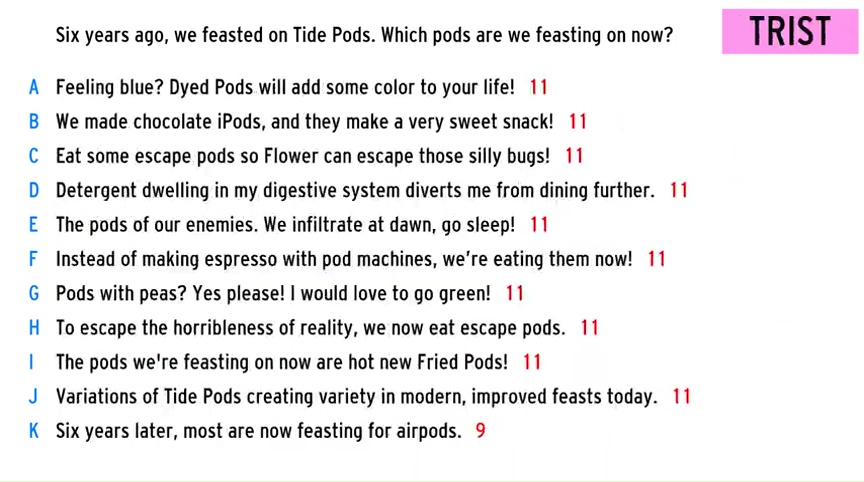 Six years ago, we feasted on Tide Pods. Which pods are we feasting on now?
TRIST
A Feeling blue? Dyed Pods will add some color to your life! 11
B We made chocolate iPods, and they make a very sweet snack! 11
C Eat some escape pods so Flower can escape those silly bugs! 11
D Detergent dwelling in my digestive system diverts me from dining further. 11
E The pods of our enemies. We infiltrate at dawn, go sleep! 11
F Instead of making espresso with pod machines, we're eating them now! 11
G Pods with peas? Yes please! I would love to go green! 11
H To escape the horribleness of reality, we now eat escape pods. 11
I The pods we're feasting on now are hot new Fried Pods! 11
J Variations of Tide Pods creating variety in modern, improved feasts today. 11
K Six years later, most are now feasting for airpods. 9